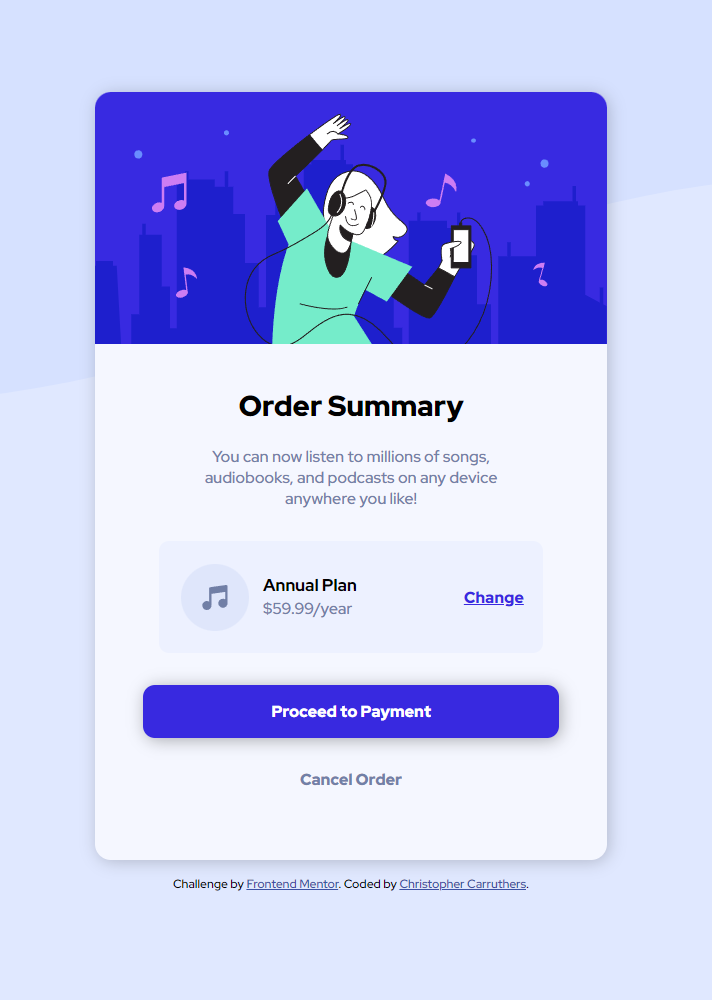 Order Summary
You can now listen to millions of songs,
audiobooks, and podcasts on any device
anywhere you like!
Annual Plan
$59.99/year
Change
Proceed to Payment
Cancel Order
Challenge by Frontend Mentor. Coded by Christopher Carruthers.